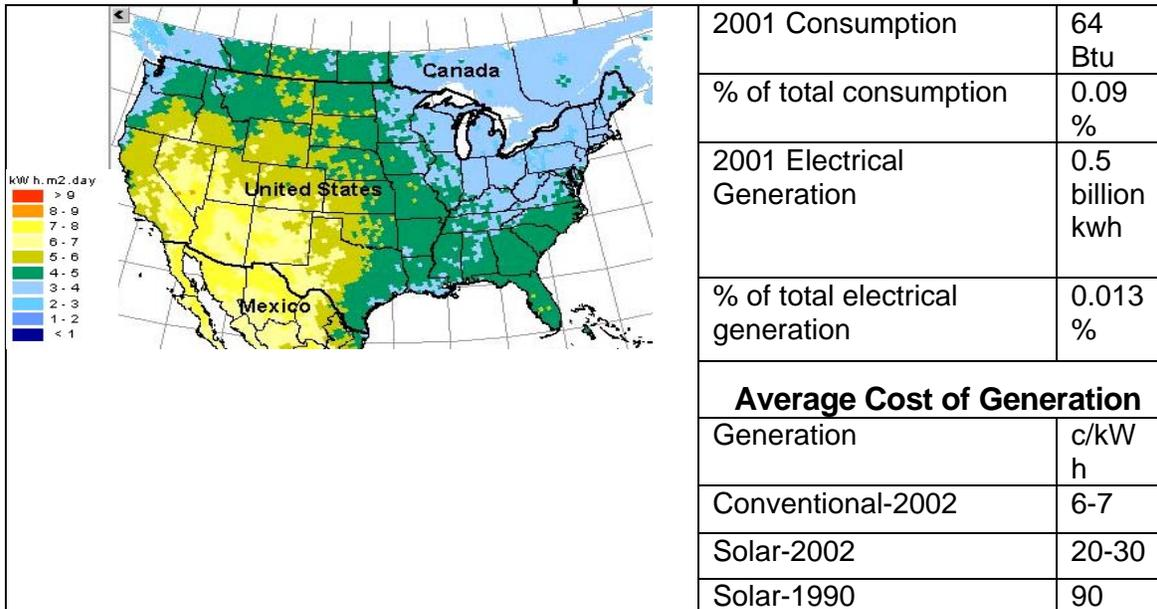 Canada
United States
Mexico
kW h.m2.day
> 9
8 - 9
7 - 8
6 - 7
5 - 6
4 - 5
3 - 4
2 - 3
1 - 2
< 1
2001 Consumption
64
Btu
% of total consumption
0.09
%
2001 Electrical
Generation
0.5
billion
kwh
% of total electrical
generation
0.013
%
Average Cost of Generation
Generation
c/kW
h
Conventional-2002
6-7
Solar-2002
20-30
Solar-1990
90